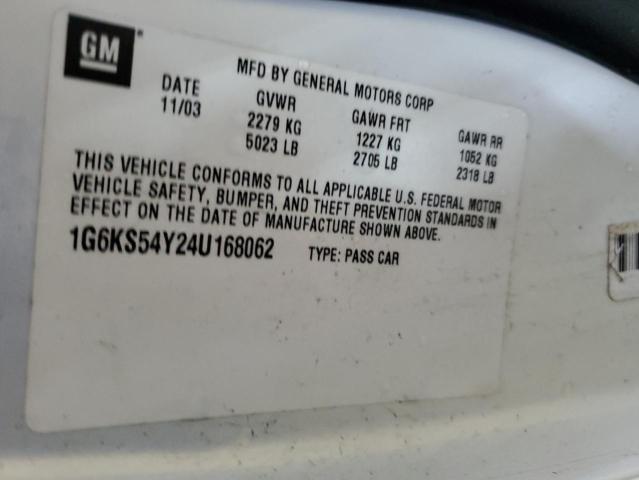 GM
MFD BY GENERAL MOTORS CORP
DATE GVWR GAWR FRT GAWR RR
11/03 2279 KG 1227 KG 1052 KG
5023 LB 2705 LB 2318 LB
THIS VEHICLE CONFORMS TO ALL APPLICABLE U.S. FEDERAL MOTOR
VEHICLE SAFETY, BUMPER, AND THEFT PREVENTION STANDARDS IN
EFFECT ON THE DATE OF MANUFACTURE SHOWN ABOVE.
1G6KS54Y24U168062 TYPE: PASS CAR